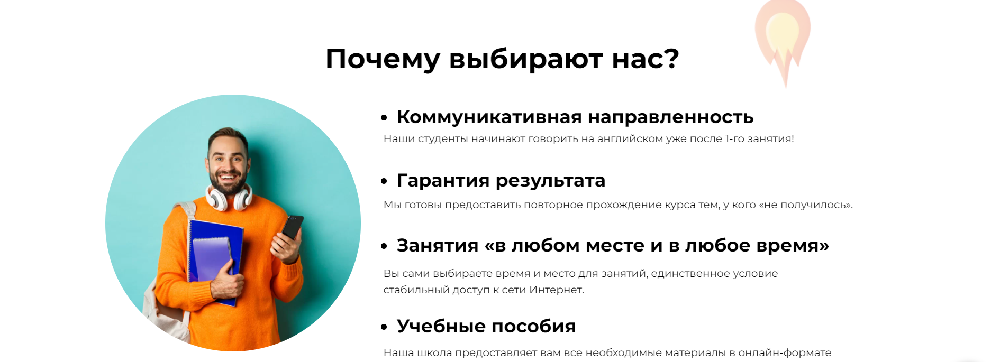 Почему выбирают нас?
• Коммуникативная направленность
Наши студенты начинают говорить на английском уже после 1-го занятия!
• Гарантия результата
Мы готовы предоставить повторное прохождение курса тем, у кого «не получилось».
• Занятия «в любом месте и в любое время»
Вы сами выбираете время и место для занятий, единственное условие –
стабильный доступ к сети Интернет.
• Учебные пособия
Наша школа предоставляет вам все необходимые материалы в онлайн-формате